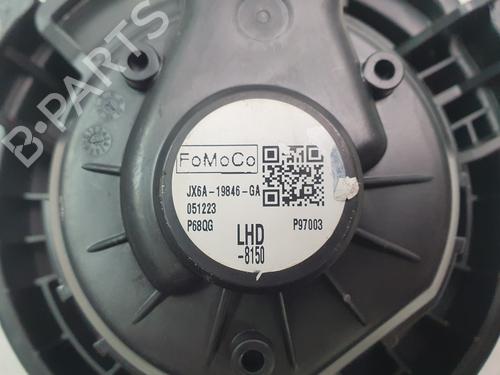 B-PARTS
FoMoCo
JX6A-19846-GA
051223
P68QG
LHD
-8150
P97003